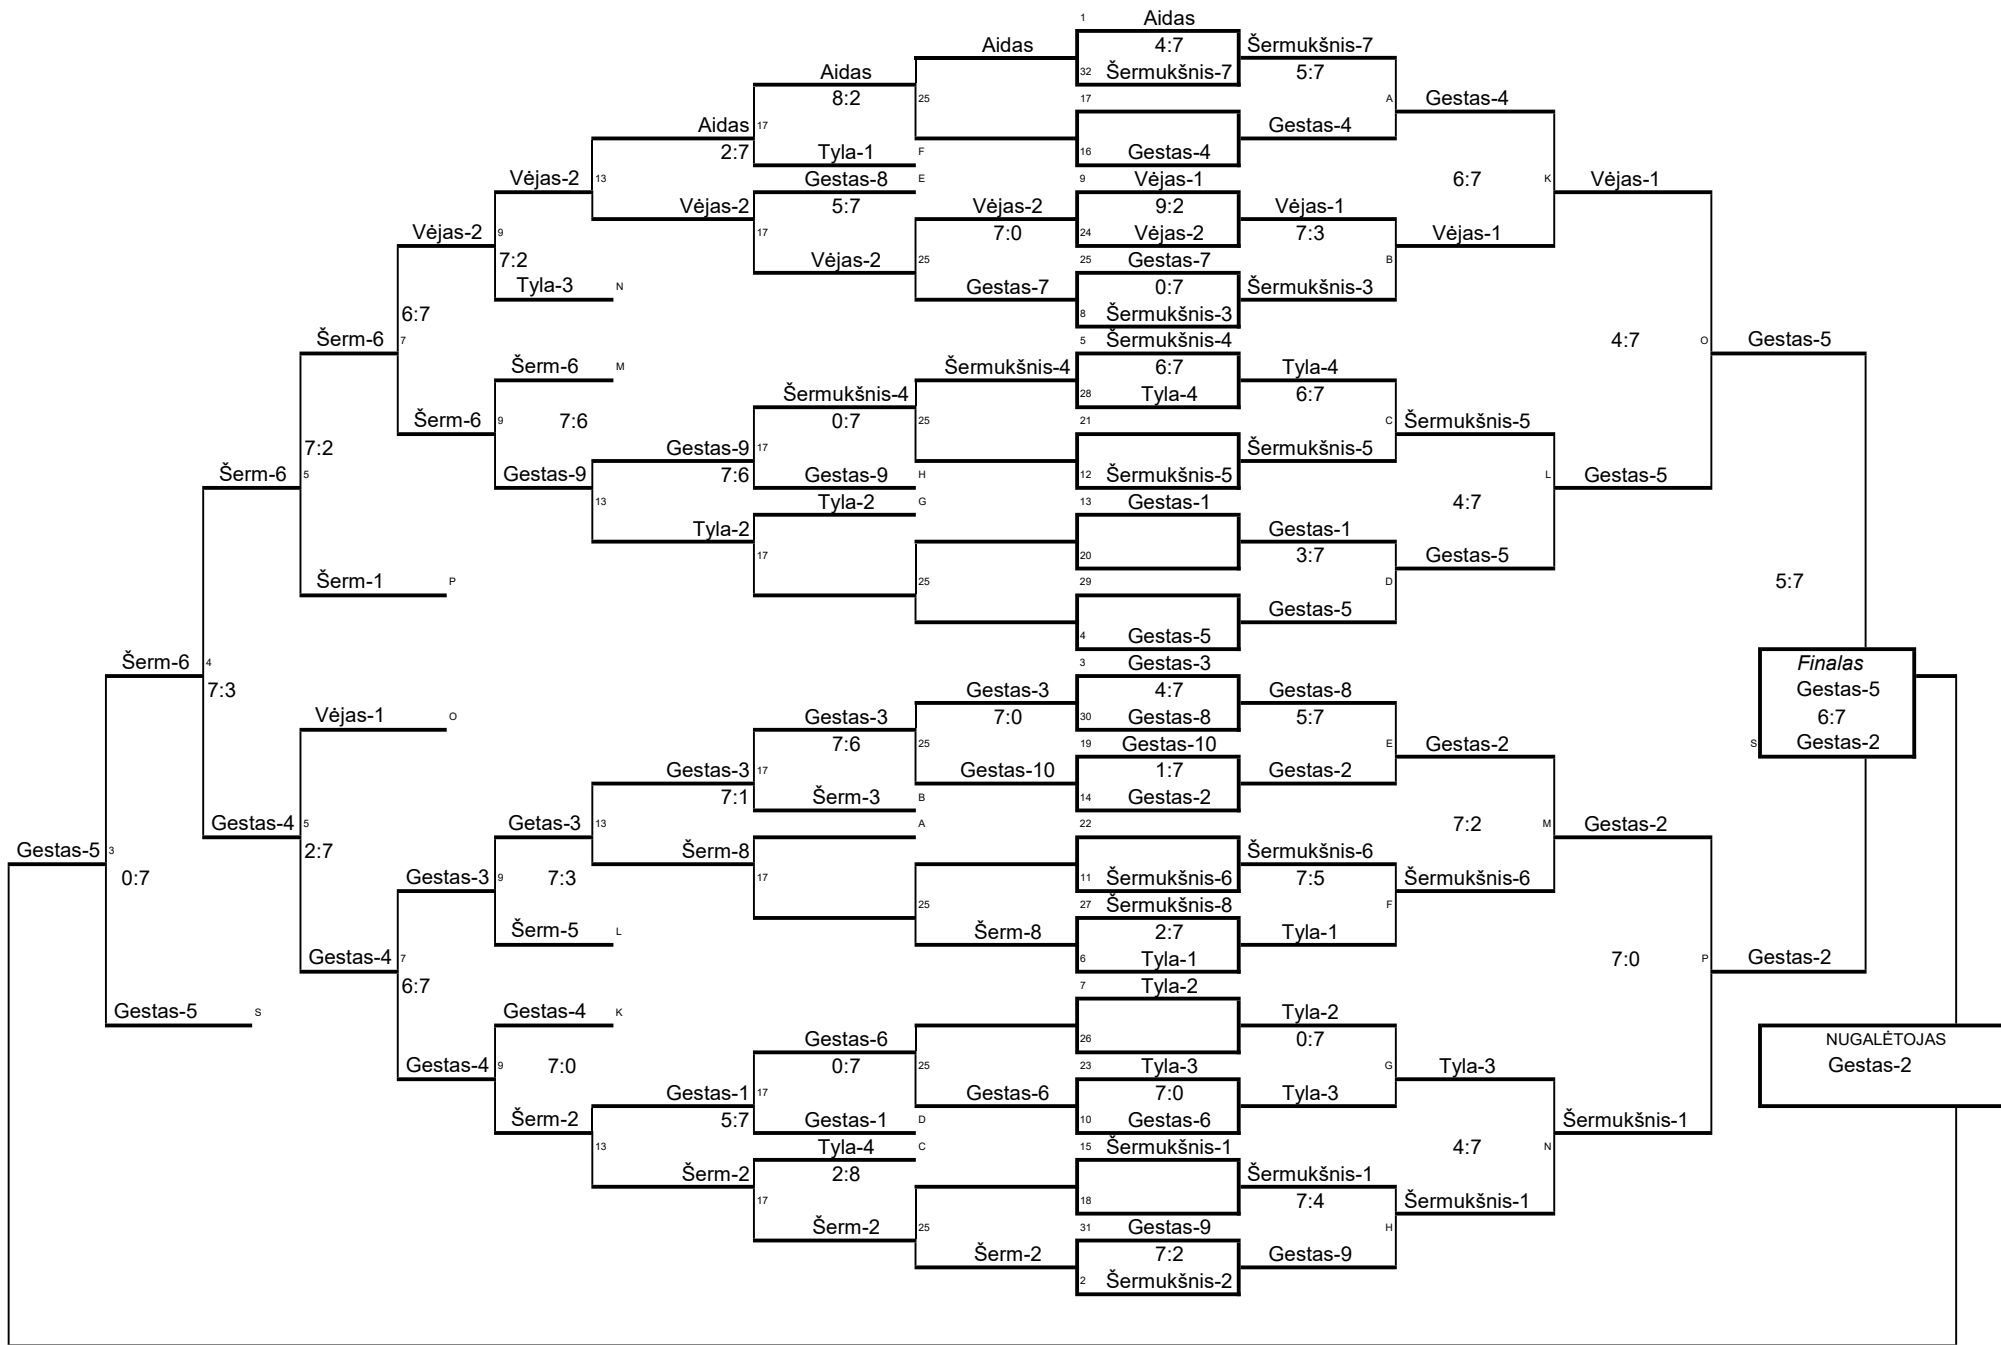 1 Aidas
Aidas 4:7 Šermukšnis-7
Aidas 32 Šermukšnis-7 5:7
8:2 25 17 A Gestas-4
Aidas 17 Gestas-4
2:7 Tyla-1 F 16 Gestas-4
Vėjas-2 13 Gestas-8 E 9 Vėjas-1 6:7 K Vėjas-1
Vėjas-2 5:7 Vėjas-2 9:2 Vėjas-1
Vėjas-2 9 17 7:0 24 Vėjas-2 7:3 Vėjas-1
7:2 Vėjas-2 25 25 Gestas-7 B
Tyla-3 N Gestas-7 0:7 Šermukšnis-3
6:7 8 Šermukšnis-3
Šerm-6 7 5 Šermukšnis-4 4:7 O Gestas-5
Šerm-6 M Šermukšnis-4 6:7 Tyla-4
Šermukšnis-4 28 Tyla-4 6:7
Šerm-6 9 7:6 0:7 25 21 C Šermukšnis-5
7:2 Gestas-9 17 Šermukšnis-5
Šerm-6 5 Gestas-9 7:6 Gestas-9 H 12 Šermukšnis-5 L Gestas-5
13 Tyla-2 G 13 Gestas-1 4:7
Tyla-2 Gestas-1
17 20 3:7 Gestas-5
Šerm-1 P 25 29 D 5:7
Gestas-5
4 Gestas-5
Šerm-6 4 3 Gestas-3 Finalas
7:3 Gestas-3 4:7 Gestas-8 Gestas-5
Vėjas-1 O Gestas-3 7:0 30 Gestas-8 5:7 6:7
7:6 25 19 Gestas-10 E Gestas-2 S Gestas-2
Gestas-3 17 Gestas-10 1:7 Gestas-2
7:1 Šerm-3 B 14 Gestas-2
Gestas-4 5 Getas-3 13 A 22 7:2 M Gestas-2
Gestas-5 3 2:7 Šerm-8 Šermukšnis-6
0:7 Gestas-3 9 7:3 17 11 Šermukšnis-6 7:5 Šermukšnis-6
25 27 Šermukšnis-8 F
Šerm-5 L Šerm-8 2:7 Tyla-1
Gestas-4 7 6 Tyla-1 7:0 P Gestas-2
6:7 7 Tyla-2
Gestas-5 S Gestas-4 K Tyla-2
Gestas-6 26 0:7 NUGALĖTOJAS
Gestas-4 9 7:0 0:7 25 23 Tyla-3 G Tyla-3 Gestas-2
Gestas-1 17 Gestas-6 7:0 Tyla-3
Šerm-2 5:7 Gestas-1 D 10 Gestas-6 Šermukšnis-1
13 Tyla-4 C 15 Šermukšnis-1 4:7 N
Šerm-2 2:8 Šermukšnis-1
17 18 7:4 Šermukšnis-1
Šerm-2 25 31 Gestas-9 H
Šerm-2 7:2 Gestas-9
2 Šermukšnis-2